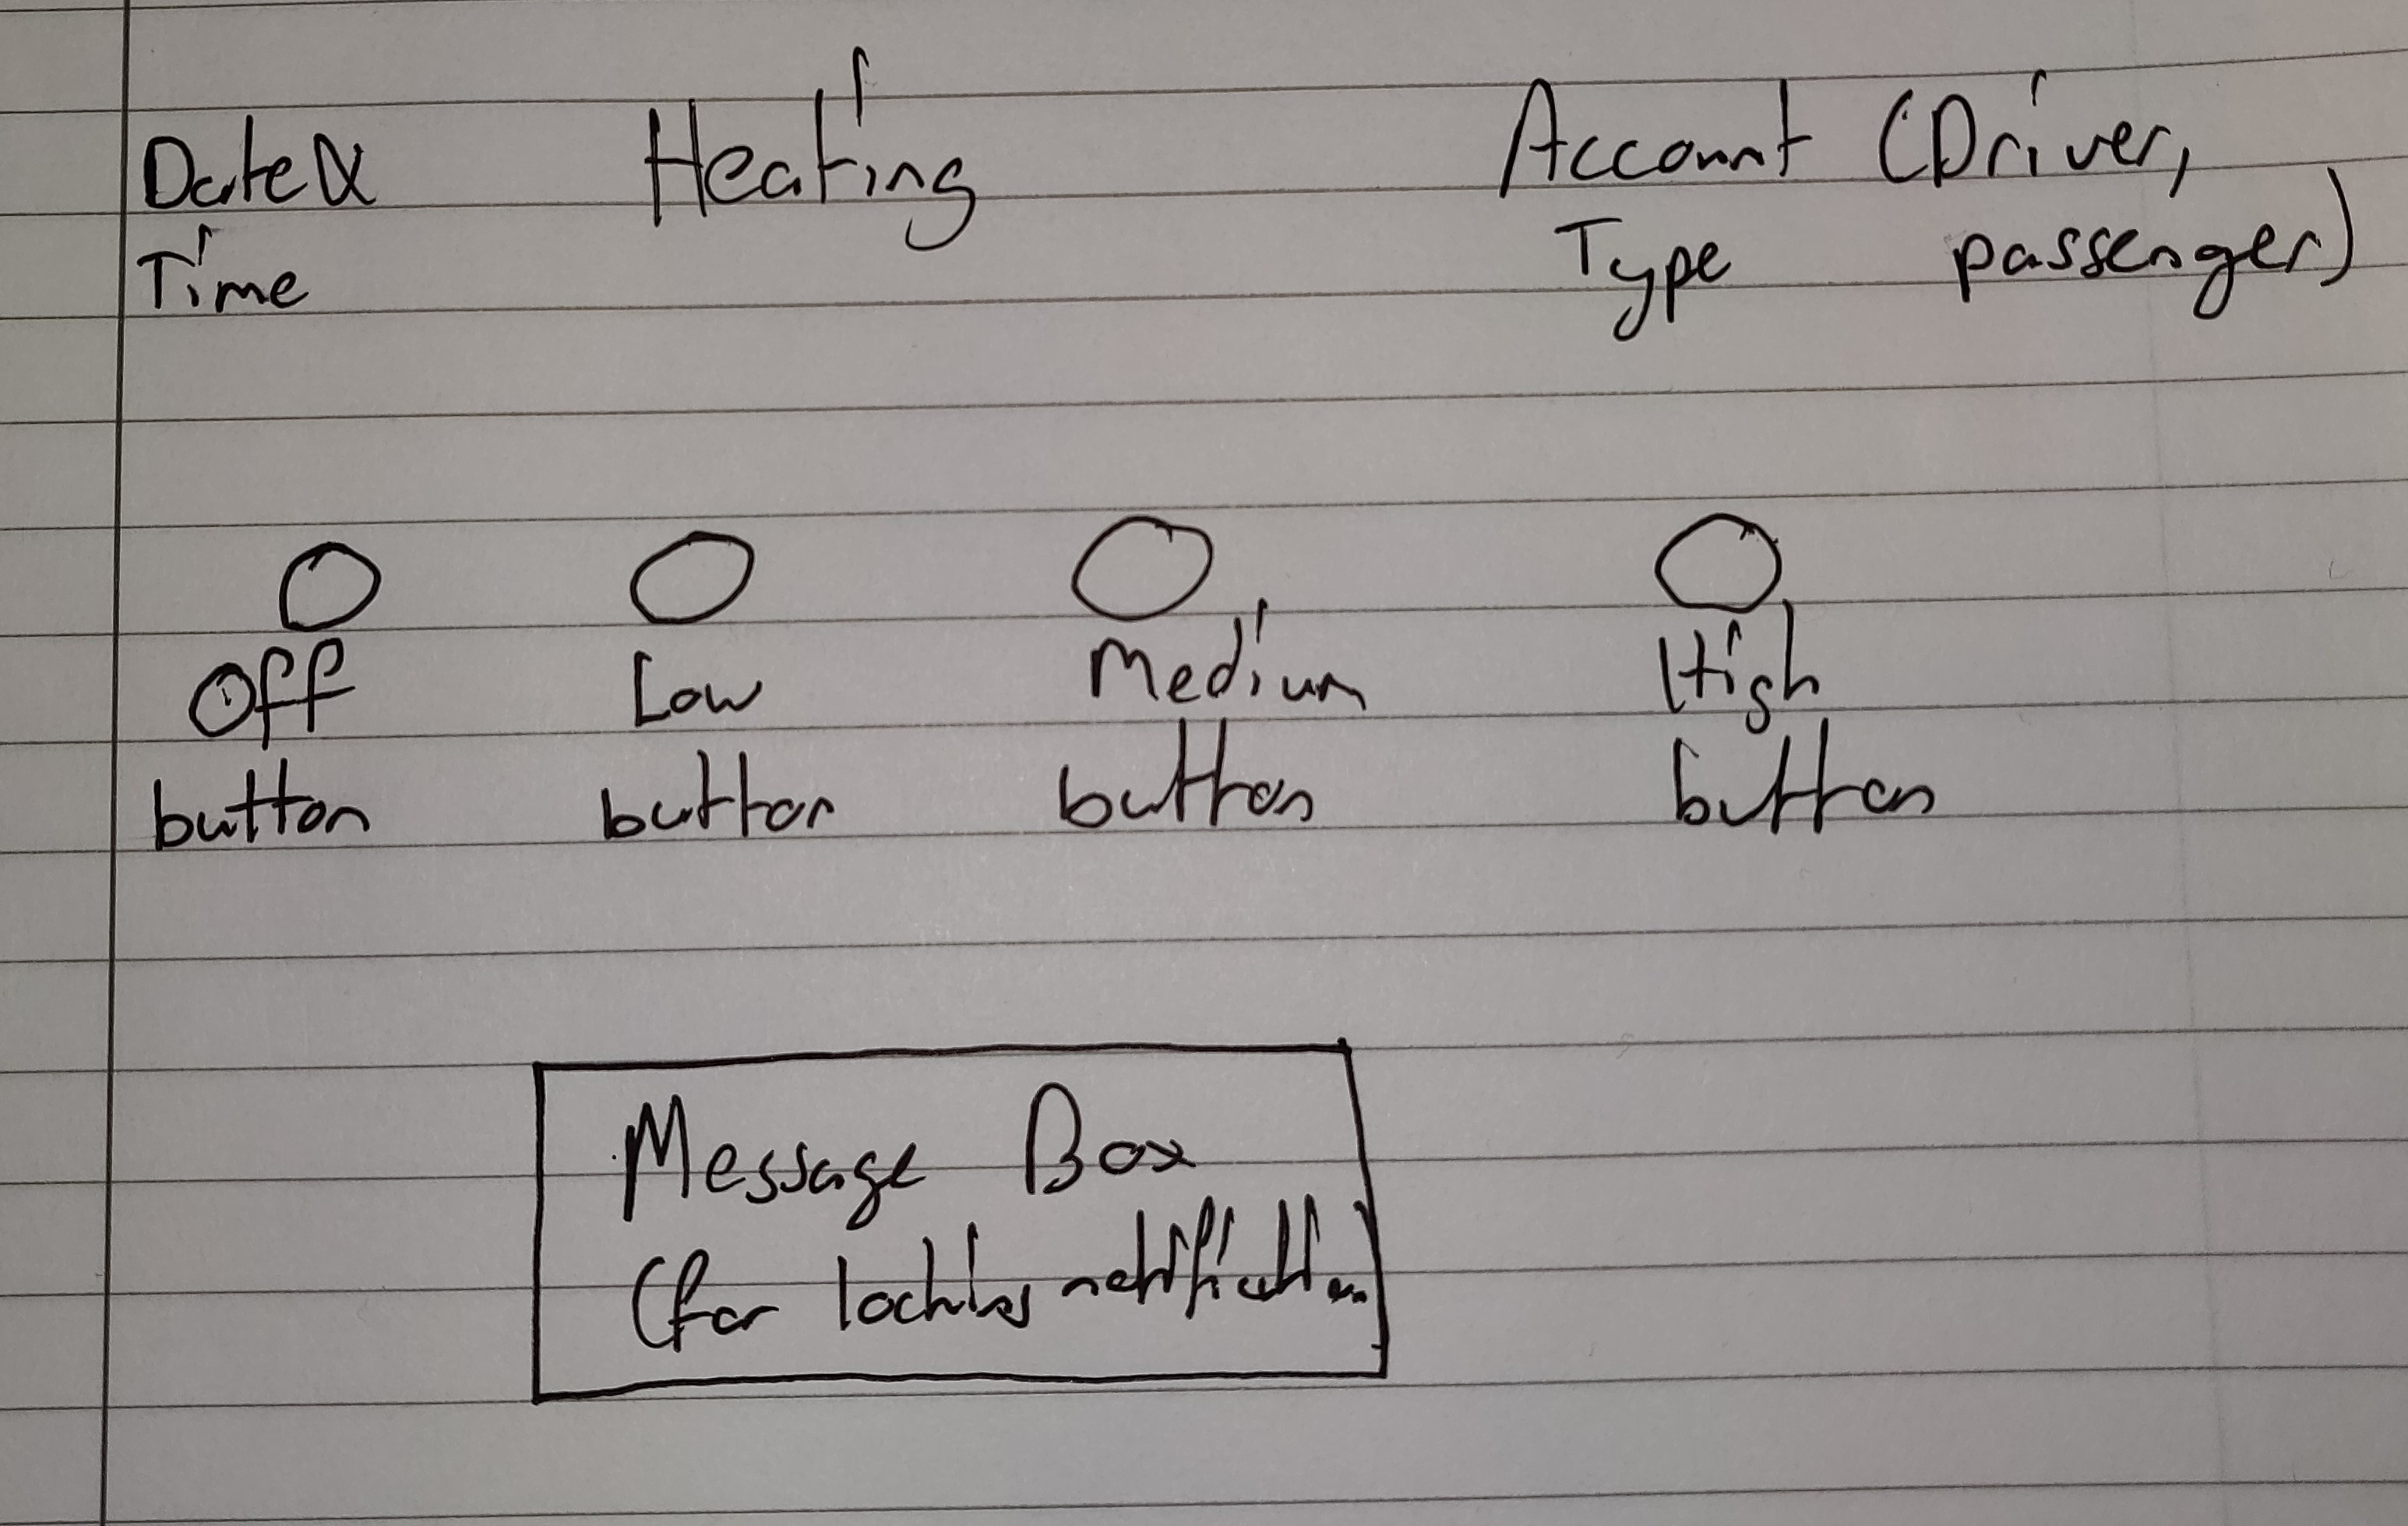 Date &
Time
Heating
Account (Driver,
Type passenger)
Off
button
Low
button
Medium
button
High
button
Message Box
(for locking notification